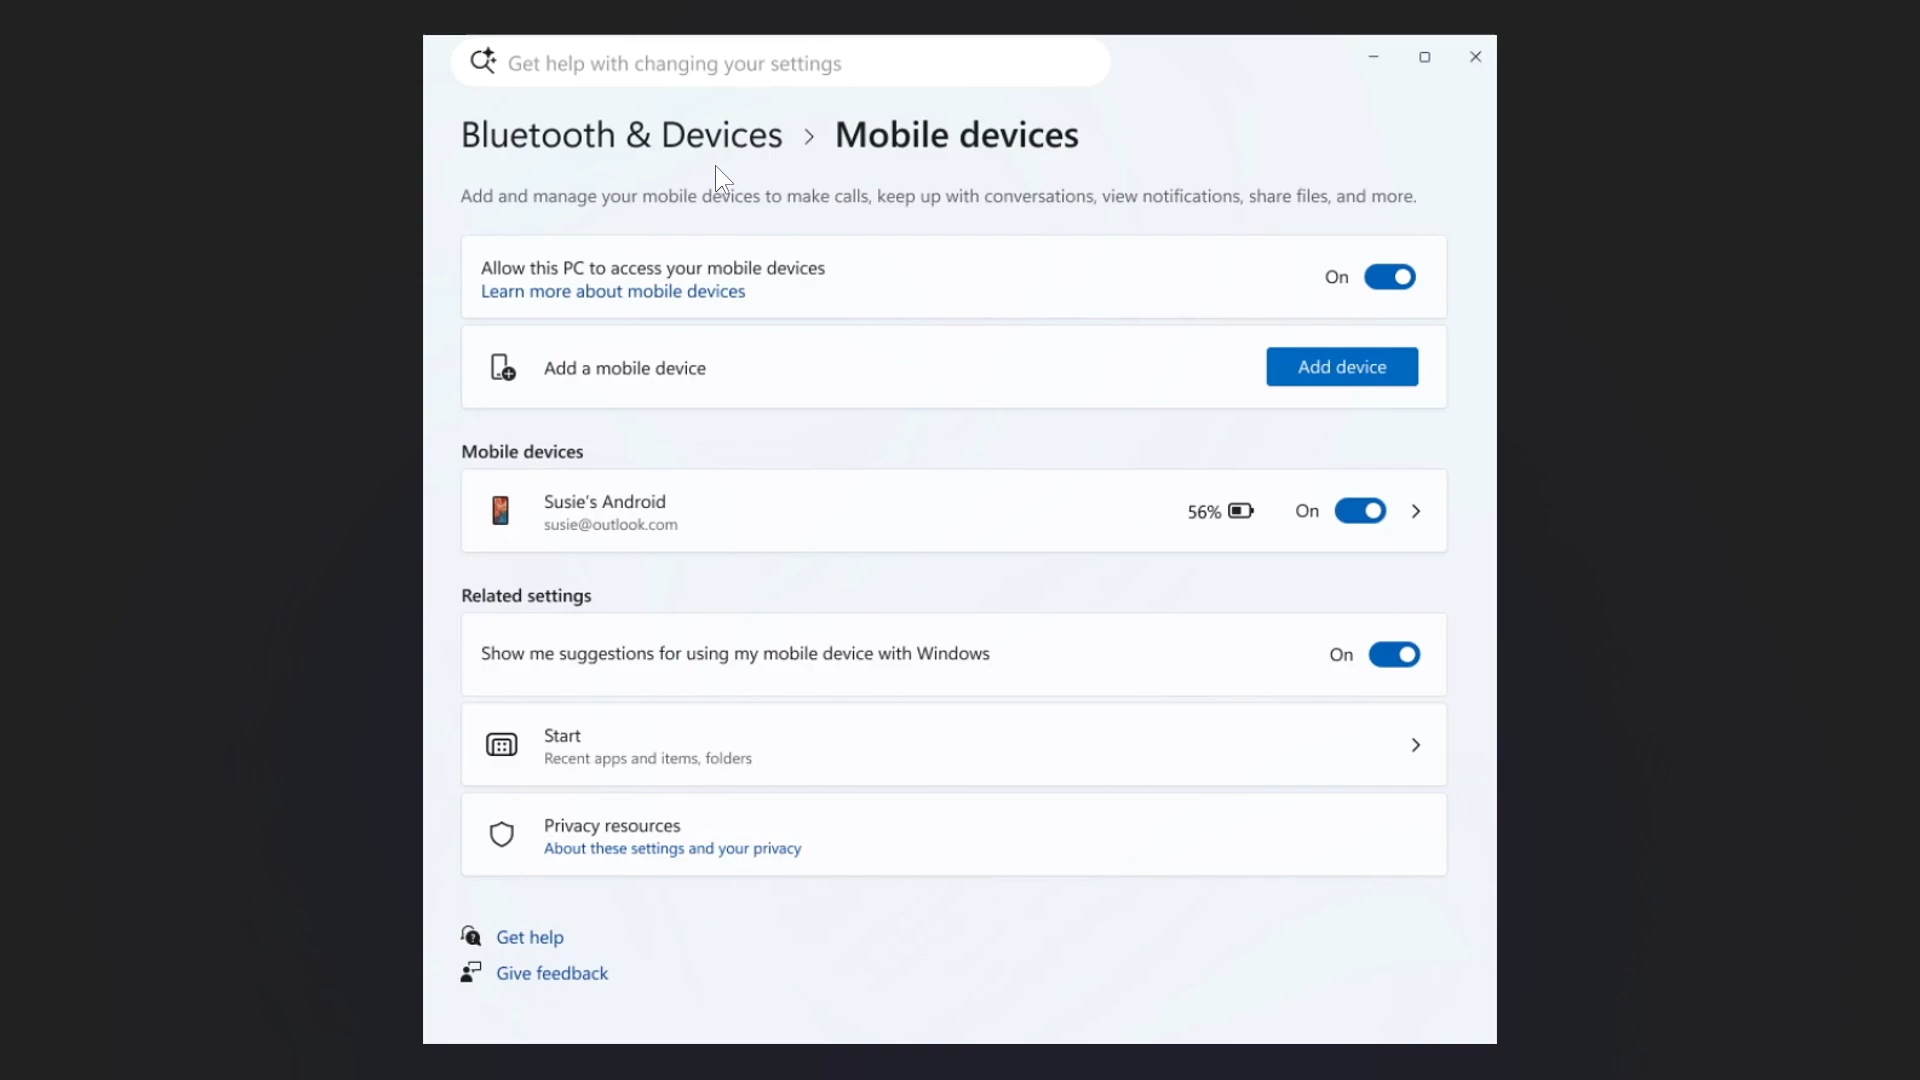 Get help with changing your settings
Bluetooth & Devices > Mobile devices
Add and manage your mobile devices to make calls, keep up with conversations, view notifications, share files, and more.
Allow this PC to access your mobile devices
On
Learn more about mobile devices
Add a mobile device
Add device
Mobile devices
Susie's Android
susie@outlook.com
56%
On
Related settings
Show me suggestions for using my mobile device with Windows
On
Start
Recent apps and items, folders
Privacy resources
About these settings and your privacy
Get help
Give feedback